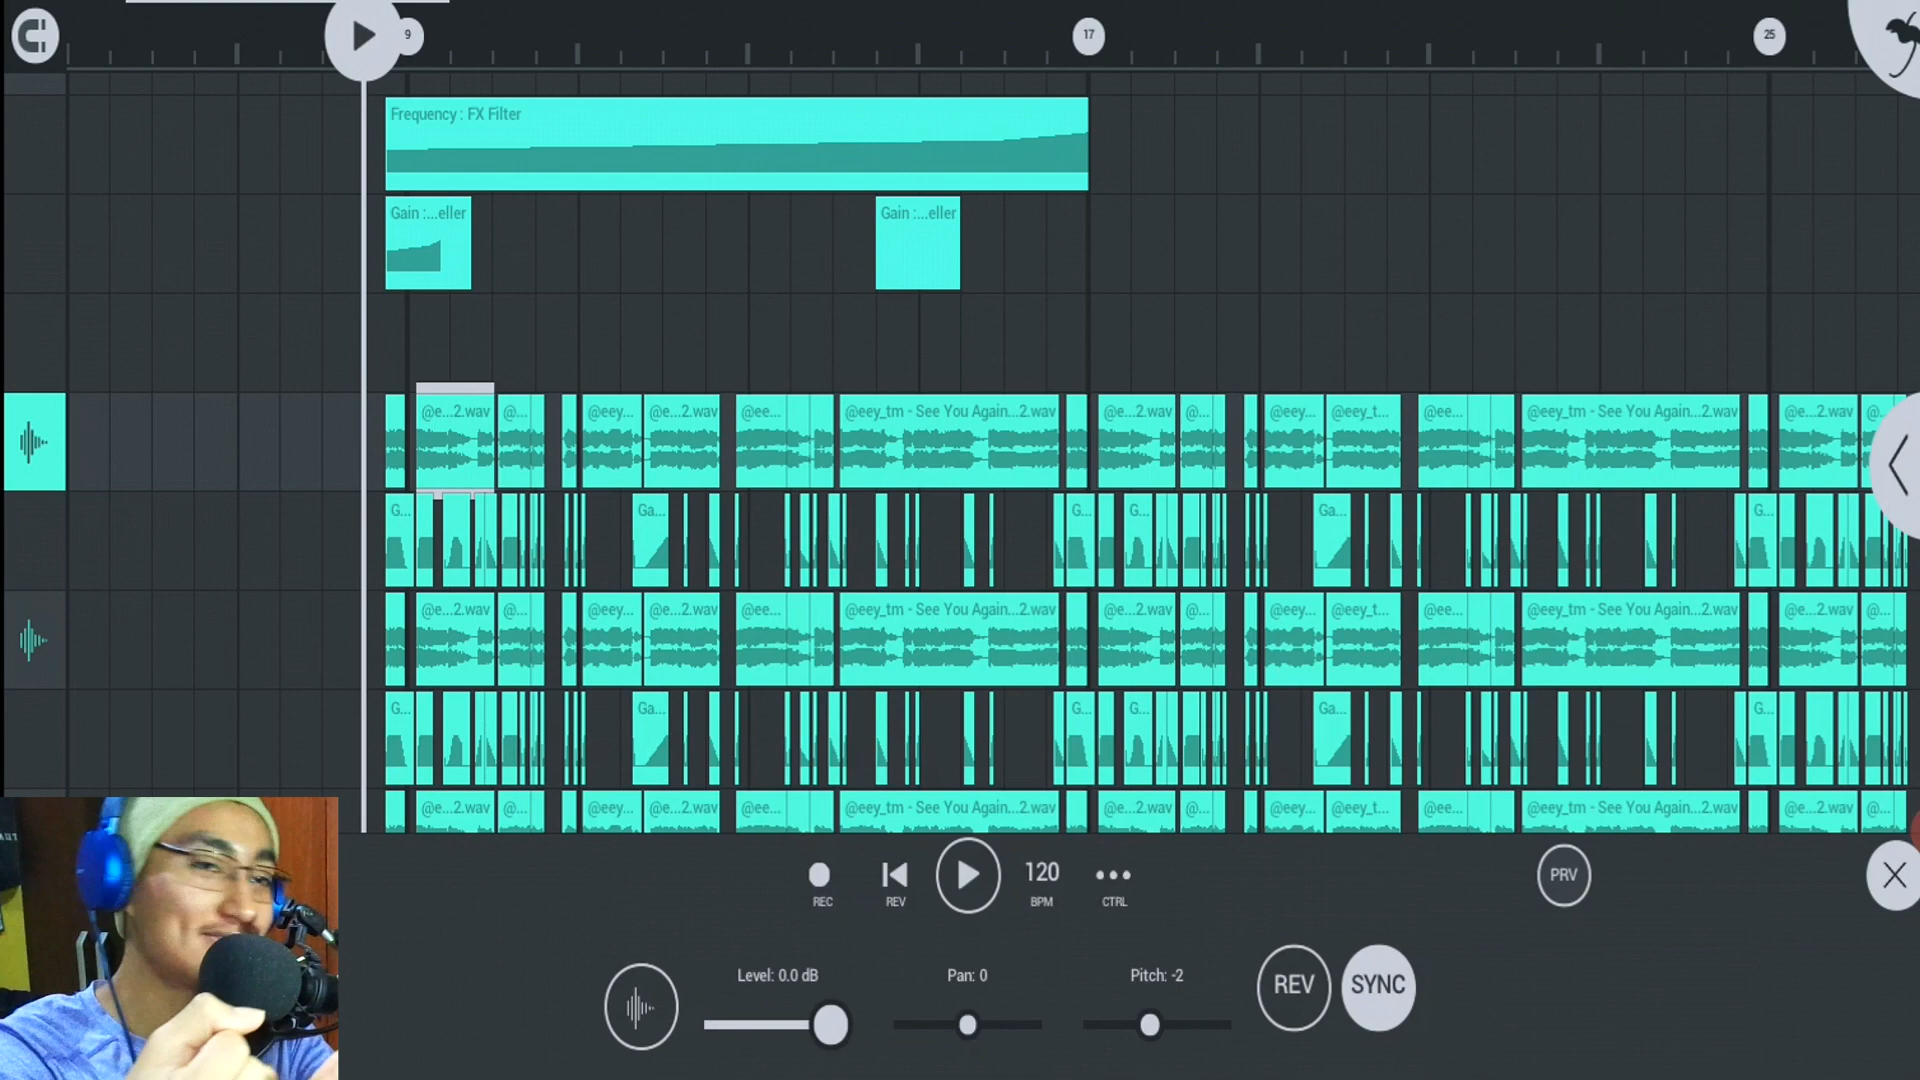 9 17 25
Frequency : FX Filter
Gain :...eller Gain :...eller
@e...2.wav @... @eey... @e...2.wav @ee... @eey_tm - See You Again...2.wav @e...2.wav @... @eey... @eey_t... @ee... @eey_tm - See You Again...2.wav @e...2.wav @...
G... Ga... G... G... Ga... G...
@e...2.wav @... @eey... @e...2.wav @ee... @eey_tm - See You Again...2.wav @e...2.wav @... @eey... @eey_t... @ee... @eey_tm - See You Again...2.wav @e...2.wav @...
G... Ga... G... G... Ga... G...
@e...2.wav @... @eey... @e...2.wav @ee... @eey_tm - See You Again...2.wav @e...2.wav @... @eey... @eey_t... @ee... @eey_tm - See You Again...2.wav @e...2.wav @...
120 PRV
REC REV BPM CTRL
Level: 0.0 dB Pan: 0 Pitch: -2 REV SYNC